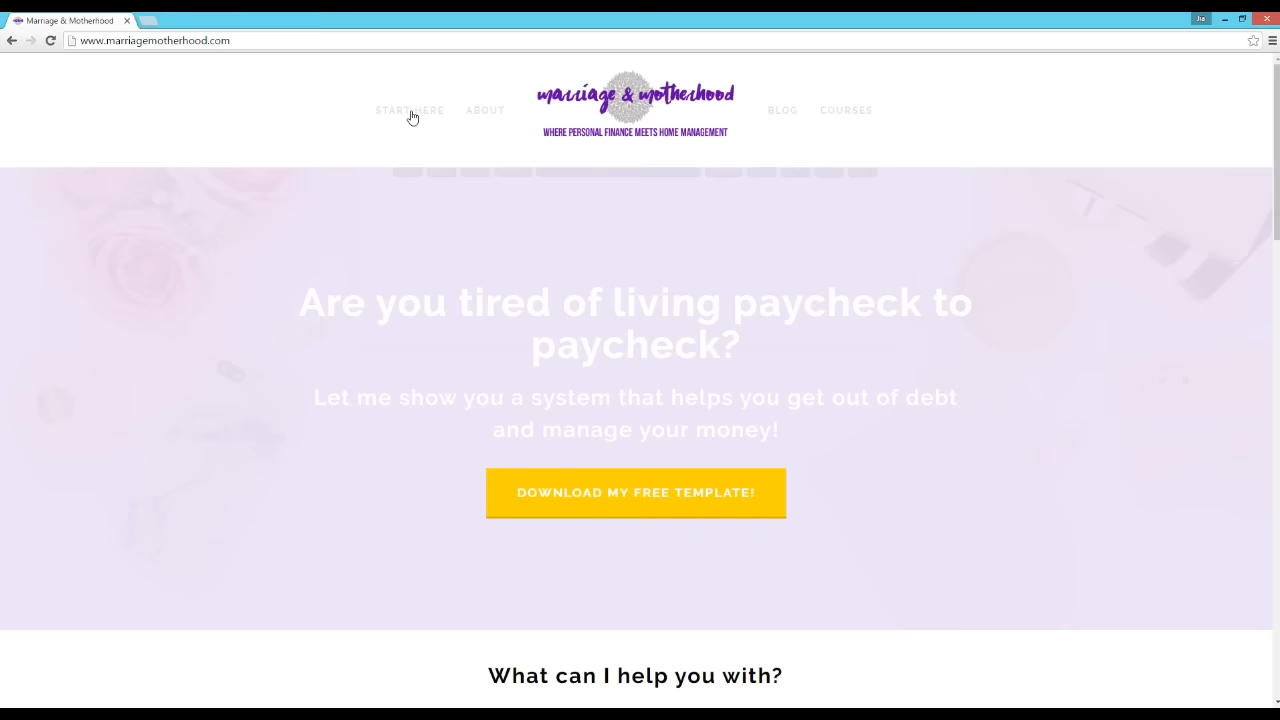 Marriage & Motherhood
Jia
www.marriagemotherhood.com
START HERE ABOUT
marriage & motherhood
WHERE PERSONAL FINANCE MEETS HOME MANAGEMENT
BLOG COURSES
Are you tired of living paycheck to
paycheck?
Let me show you a system that helps you get out of debt
and manage your money!
DOWNLOAD MY FREE TEMPLATE!
What can I help you with?